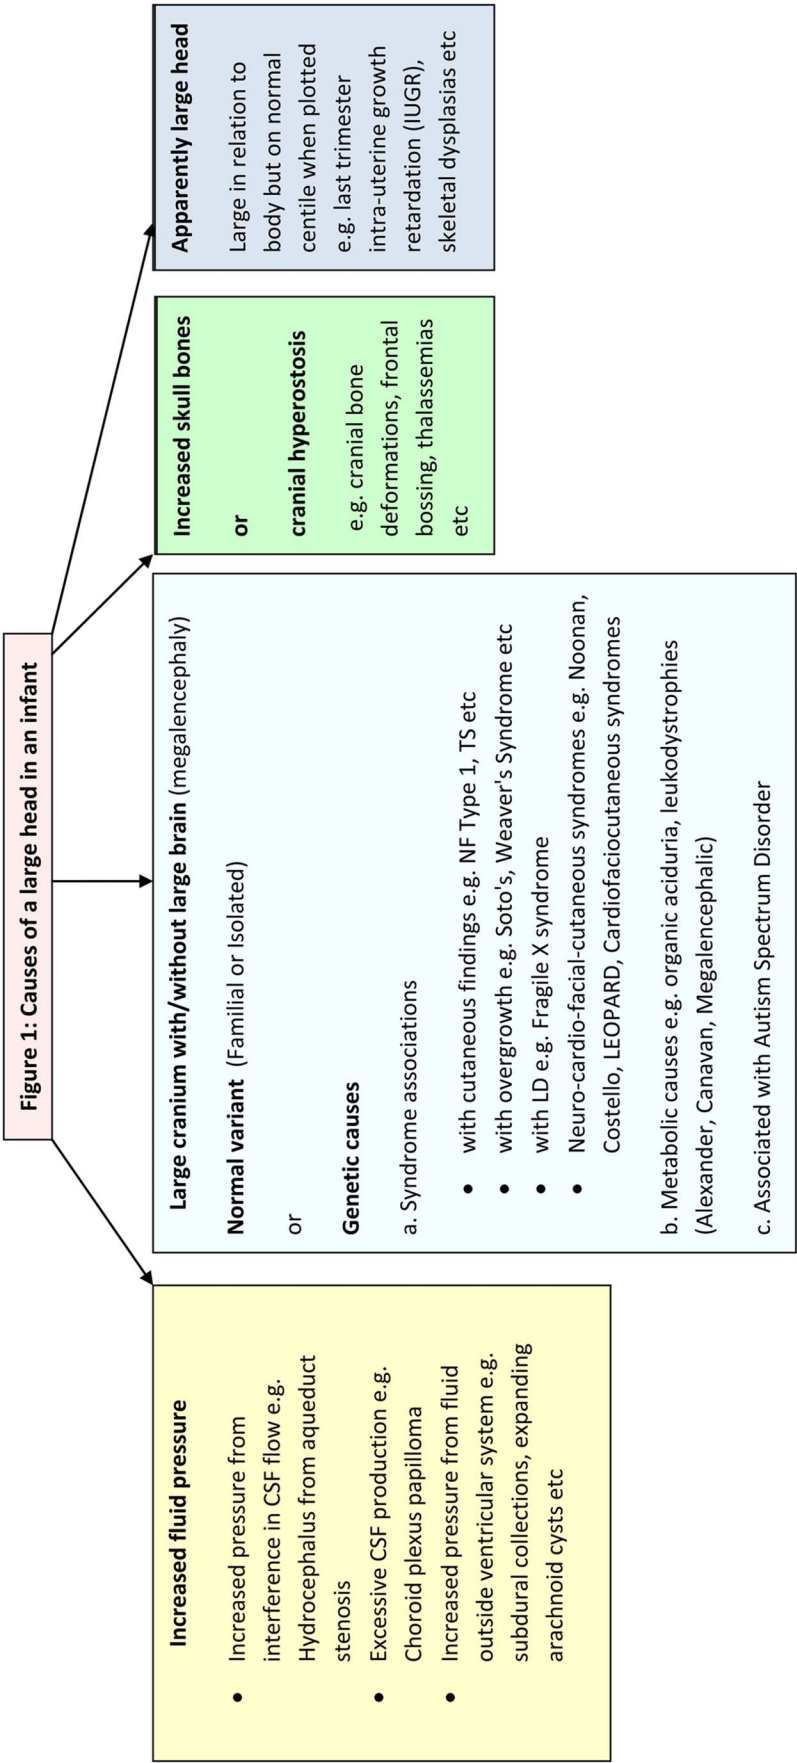 Figure 1: Causes of a large head in an infant
Increased fluid pressure
• Increased pressure from
interference in CSF flow e.g.
Hydrocephalus from aqueduct
stenosis
• Excessive CSF production e.g.
Choroid plexus papilloma
• Increased pressure from fluid
outside ventricular system e.g.
subdural collections, expanding
arachnoid cysts etc
Large cranium with/without large brain (megalencephaly)
Normal variant (Familial or Isolated)
or
Genetic causes
a. Syndrome associations
• with cutaneous findings e.g. NF Type 1, TS etc
• with overgrowth e.g. Soto's, Weaver's Syndrome etc
• with LD e.g. Fragile X syndrome
• Neuro-cardio-facial-cutaneous syndromes e.g. Noonan,
Costello, LEOPARD, Cardiofaciocutaneous syndromes
b. Metabolic causes e.g. organic aciduria, leukodystrophies
(Alexander, Canavan, Megalencephalic)
c. Associated with Autism Spectrum Disorder
Increased skull bones
or
cranial hyperostosis
e.g. cranial bone
deformations, frontal
bossing, thalassemias
etc
Apparently large head
Large in relation to
body but on normal
centile when plotted
e.g. last trimester
intra-uterine growth
retardation (IUGR),
skeletal dysplasias etc